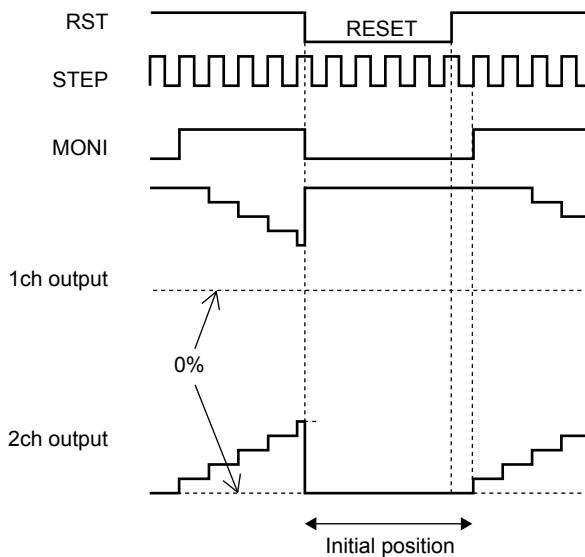 RST
RESET
STEP
MONI
1ch output
0%
2ch output
Initial position